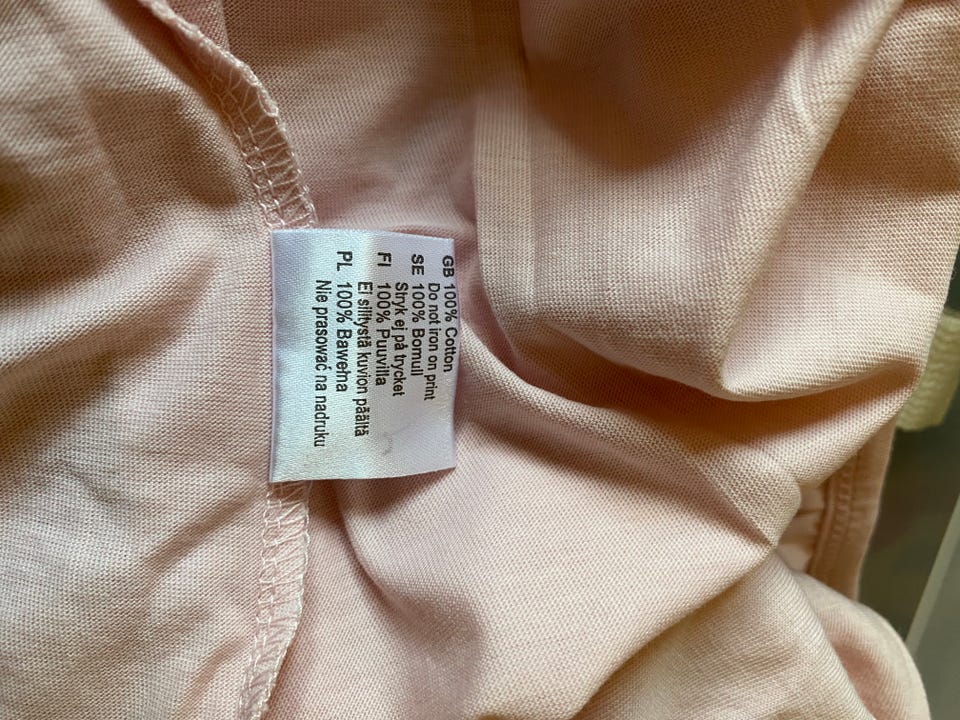 GB 100% Cotton
Do not iron on print
SE 100% Bomull
Stryk ej på trycket
FI 100% Puuvilla
Ei silitystä kuvion päältä
PL 100% Bawełna
Nie prasować na nadruku